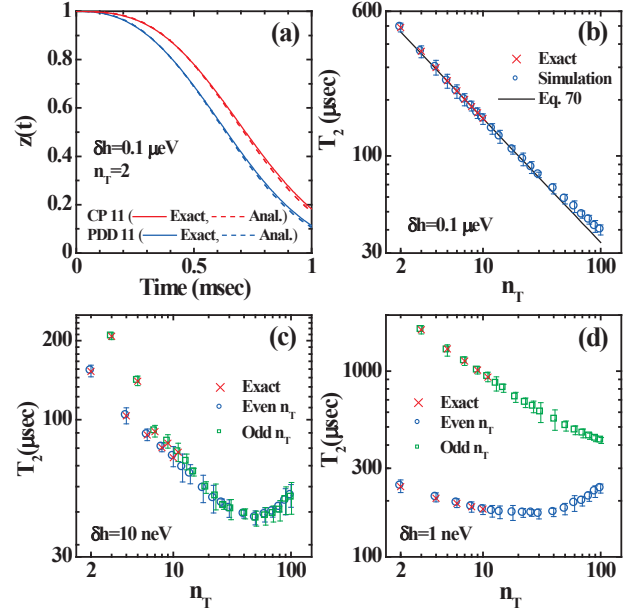 (a)
1
0.8
0.6
0.4
0.2
0
z(t)
δh=0.1 μeV
n_T=2
CP 11 ( Exact, Anal.)
PDD 11 ( Exact, Anal.)
0 0.5 1
Time (msec)
(b)
600
100
30
T₂ (μsec)
Exact
Simulation
Eq. 70
δh=0.1 μeV
2 10 100
n_T
(c)
200
100
30
T₂(μsec)
Exact
Even n_T
Odd n_T
δh=10 neV
2 10 100
n_T
(d)
2000
1000
300
100
T₂(μsec)
Exact
Even n_T
Odd n_T
δh=1 neV
2 10 100
n_T